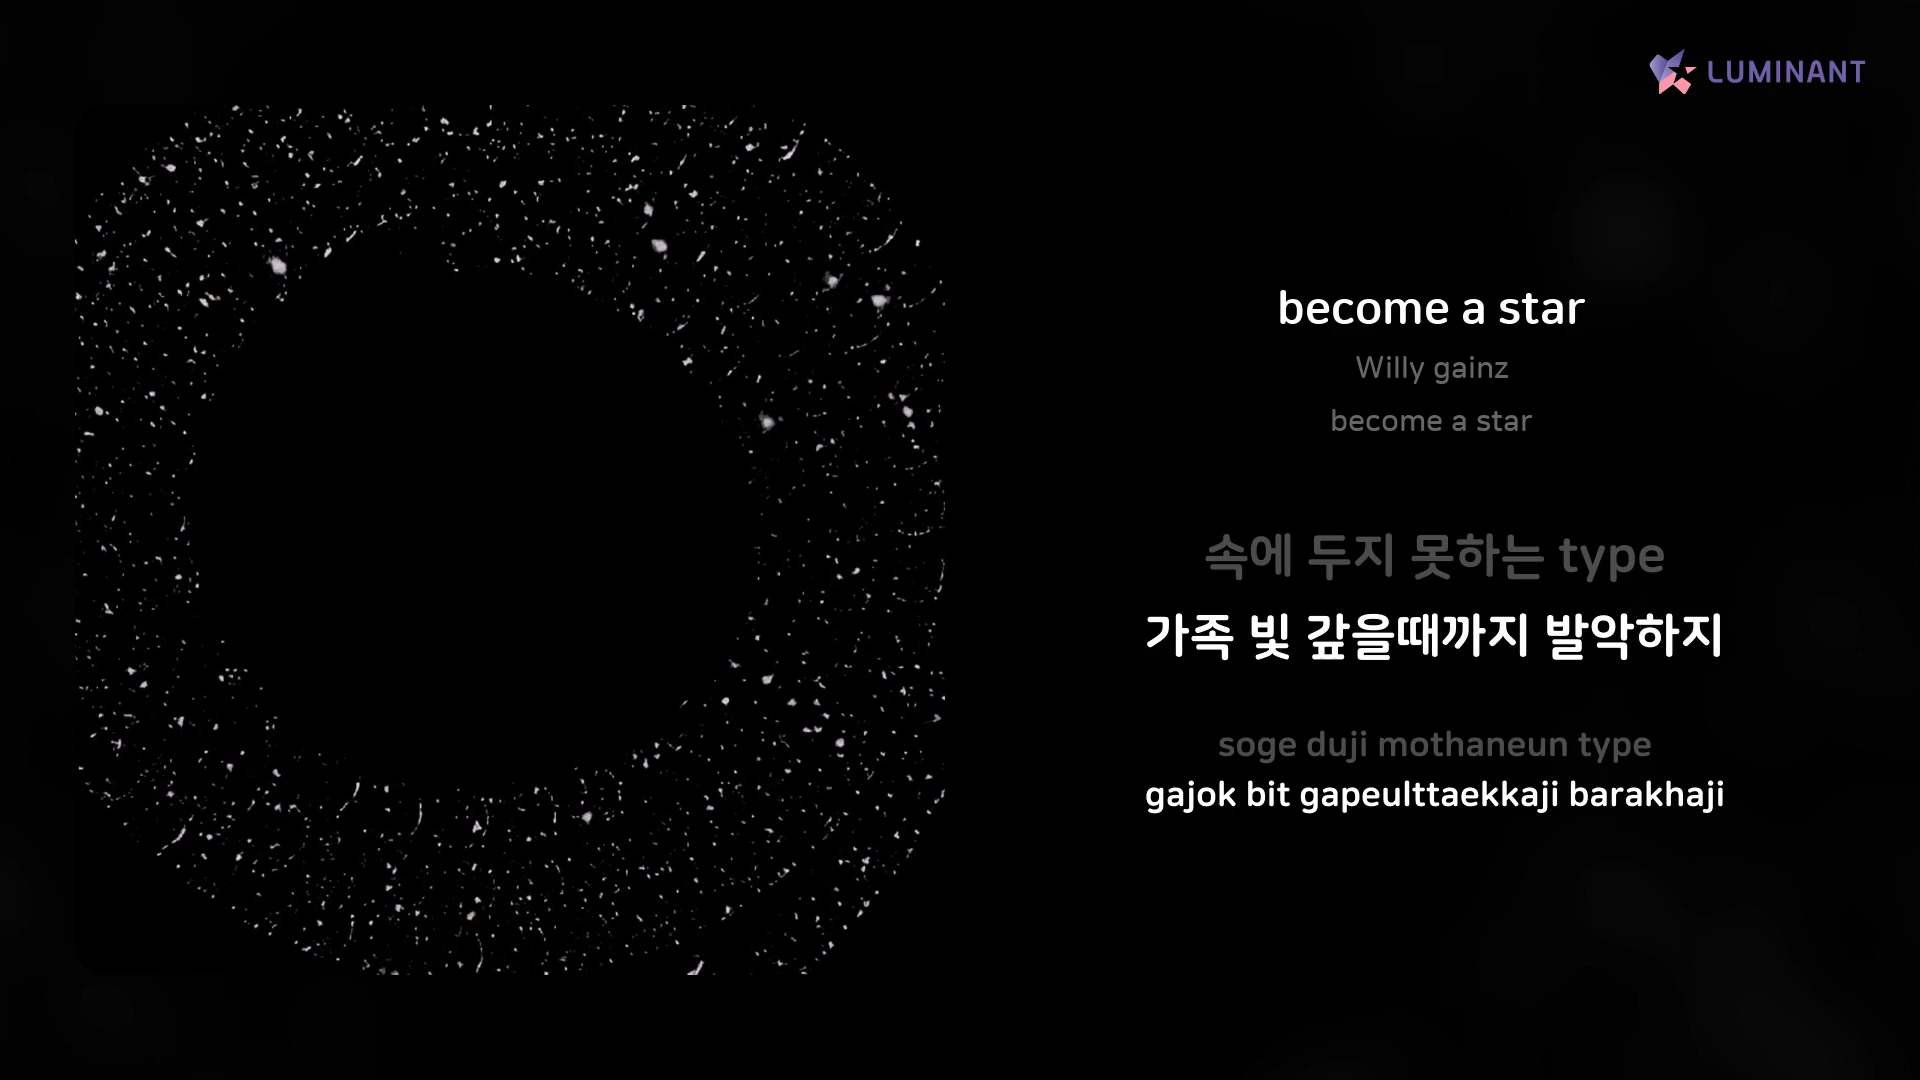 LUMINANT
become a star
Willy gainz
become a star
속에 두지 못하는 type
가족 빛 갚을때까지 발악하지
soge duji mothaneun type
gajok bit gapeulttaekkaji barakhaji